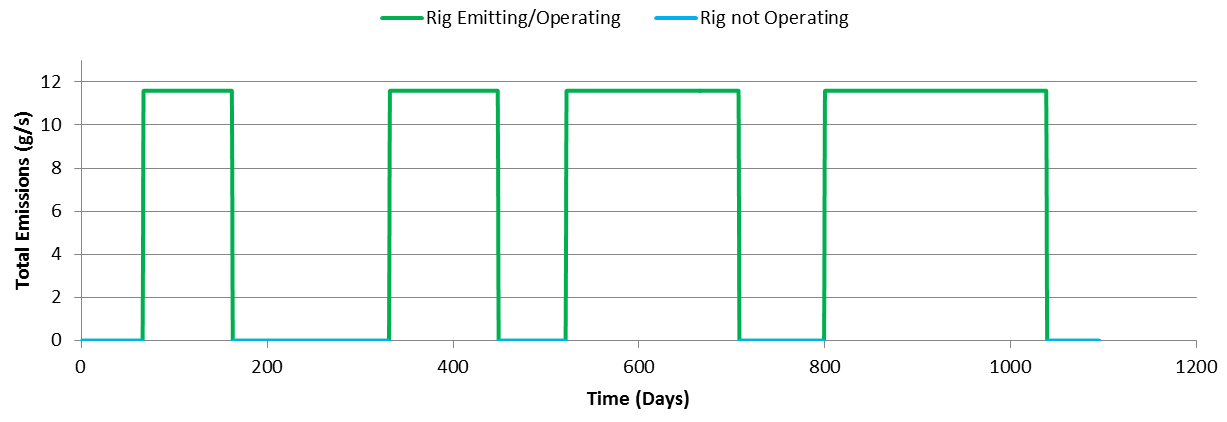 Rig Emitting/Operating Rig not Operating
Total Emissions (g/s)
12
10
8
6
4
2
0
0 200 400 600 800 1000 1200
Time (Days)